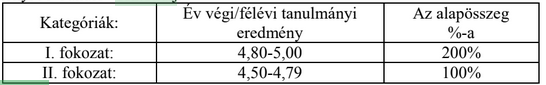 Kategóriák: Év végi/félévi tanulmányi eredmény Az alapösszeg %-a
I. fokozat: 4,80-5,00 200%
II. fokozat: 4,50-4,79 100%